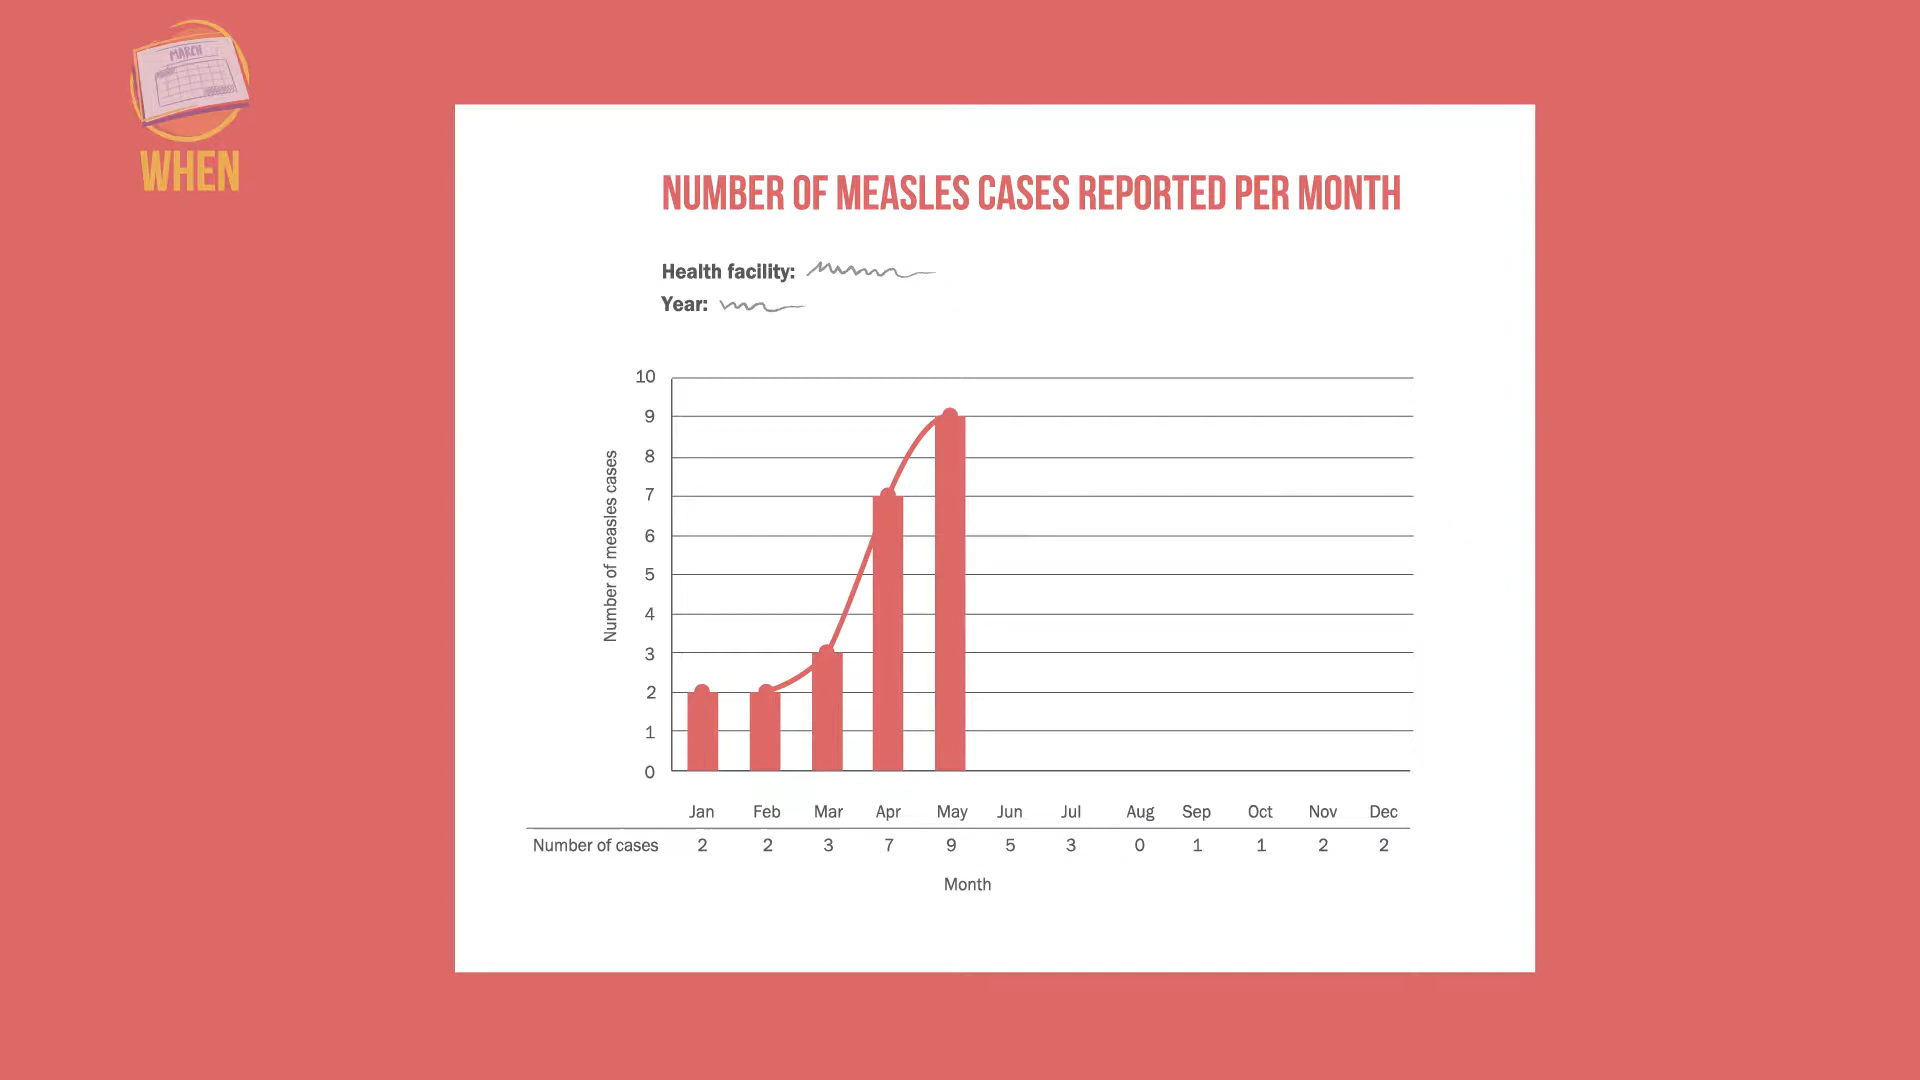 MARCH
WHEN
NUMBER OF MEASLES CASES REPORTED PER MONTH
Health facility:
Year:
10
9
8
7
6
5
4
3
2
1
0
Number of measles cases
Jan Feb Mar Apr May Jun Jul Aug Sep Oct Nov Dec
Number of cases 2 2 3 7 9 5 3 0 1 1 2 2
Month